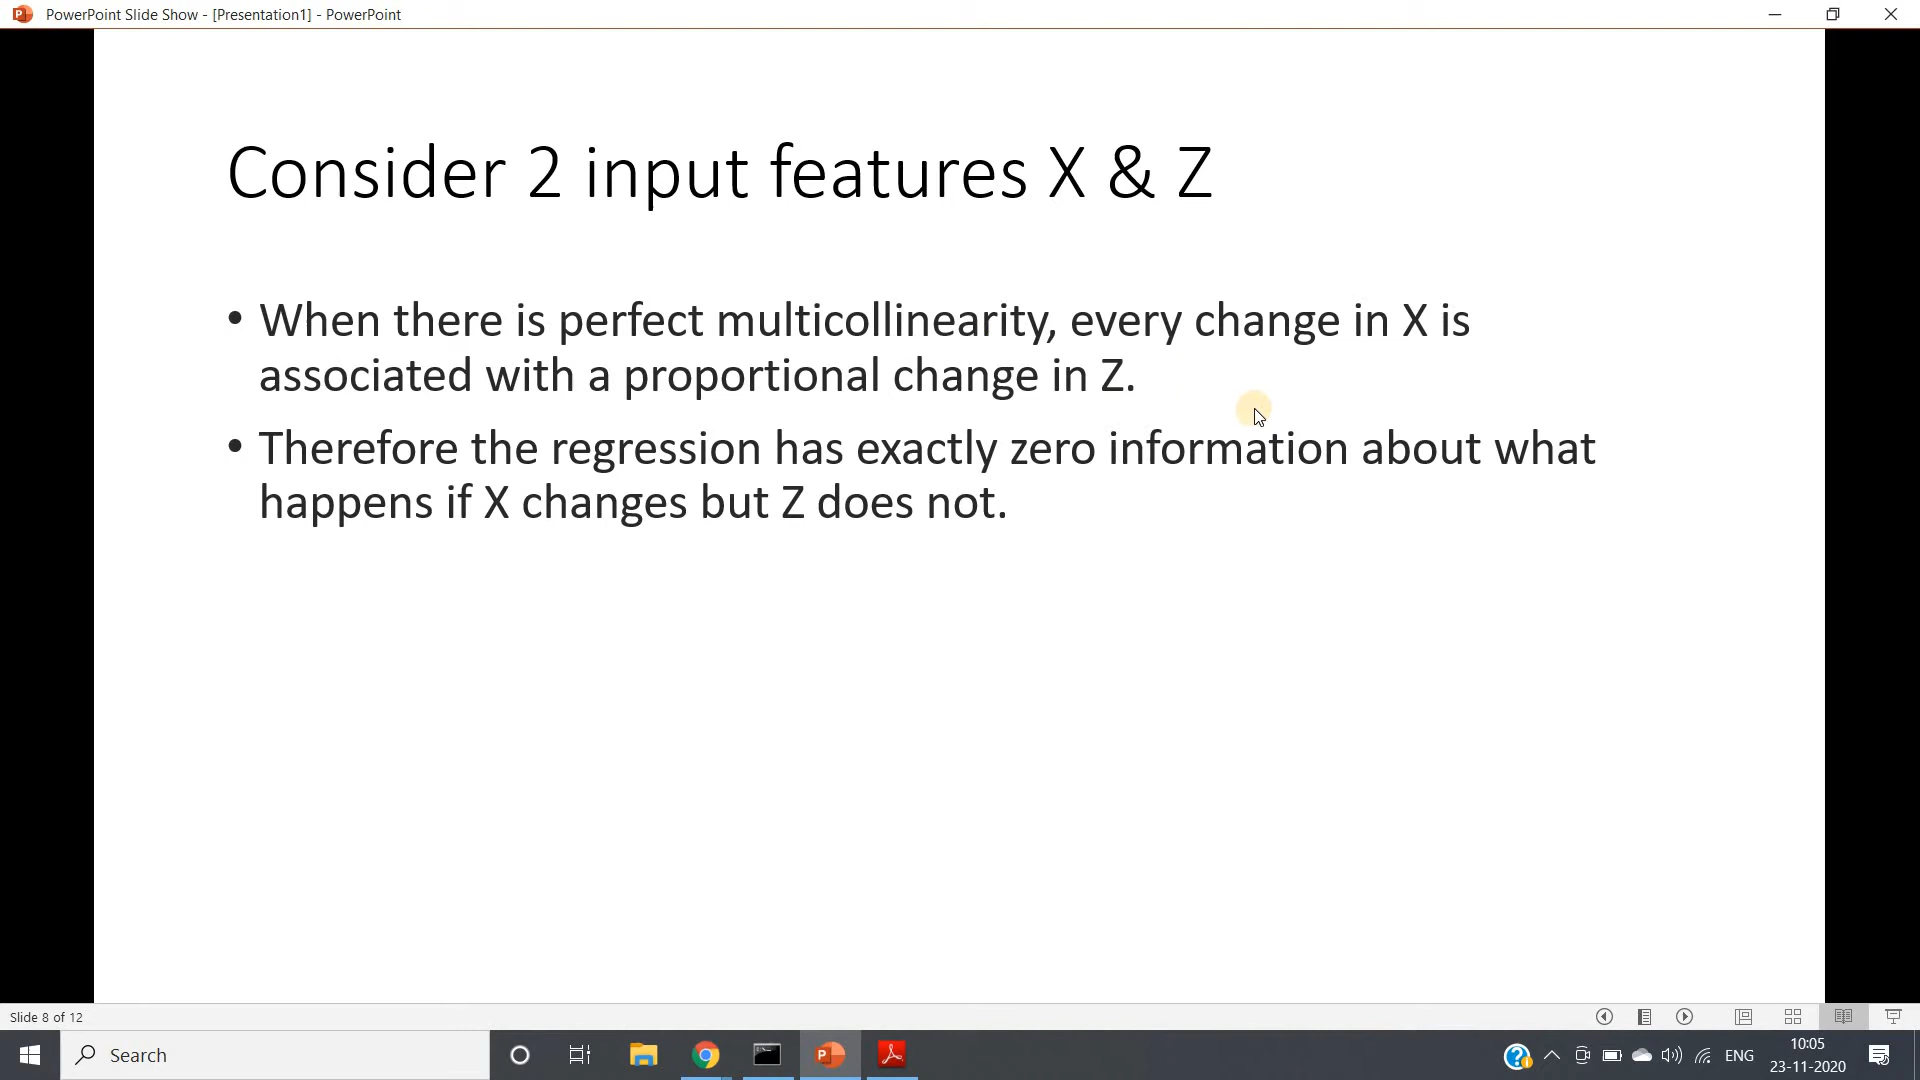 PowerPoint Slide Show - [Presentation1] - PowerPoint
Consider 2 input features X & Z
• When there is perfect multicollinearity, every change in X is
associated with a proportional change in Z.
• Therefore the regression has exactly zero information about what
happens if X changes but Z does not.
Slide 8 of 12
Search
ENG
10:05
23-11-2020